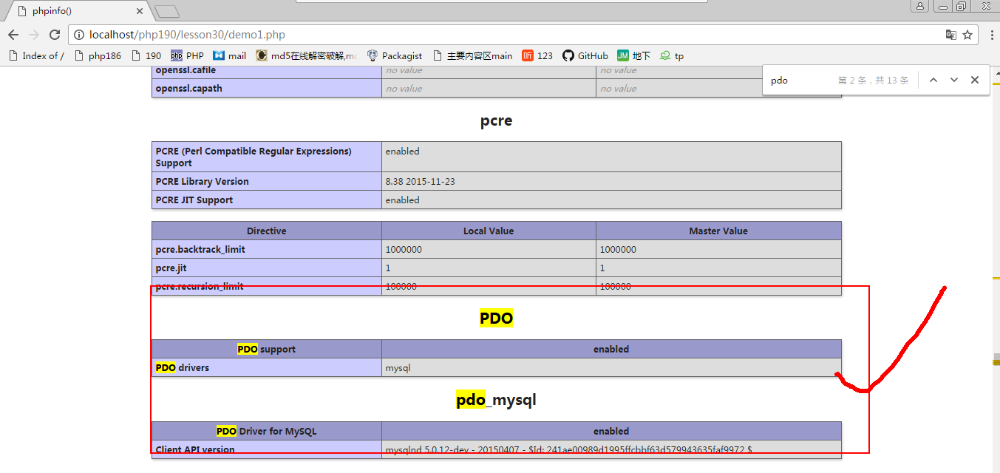 phpinfo()
localhost/php190/lesson30/demo1.php
Index of / php186 190 php PHP mail md5在线解密破解,mc Packagist 主要内容区main 听 123 GitHub JM 地下 tp
pdo 第 2 条，共 13 条
openssl.cafile no value no value
openssl.capath no value no value
pcre
PCRE (Perl Compatible Regular Expressions)
Support enabled
PCRE Library Version 8.38 2015-11-23
PCRE JIT Support enabled
Directive Local Value Master Value
pcre.backtrack_limit 1000000 1000000
pcre.jit 1 1
pcre.recursion_limit 100000 100000
PDO
PDO support enabled
PDO drivers mysql
pdo_mysql
PDO Driver for MySQL enabled
Client API version mysqlnd 5.0.12-dev - 20150407 - $Id: 241ae00989d1995ffcbbf63d579943635faf9972 $